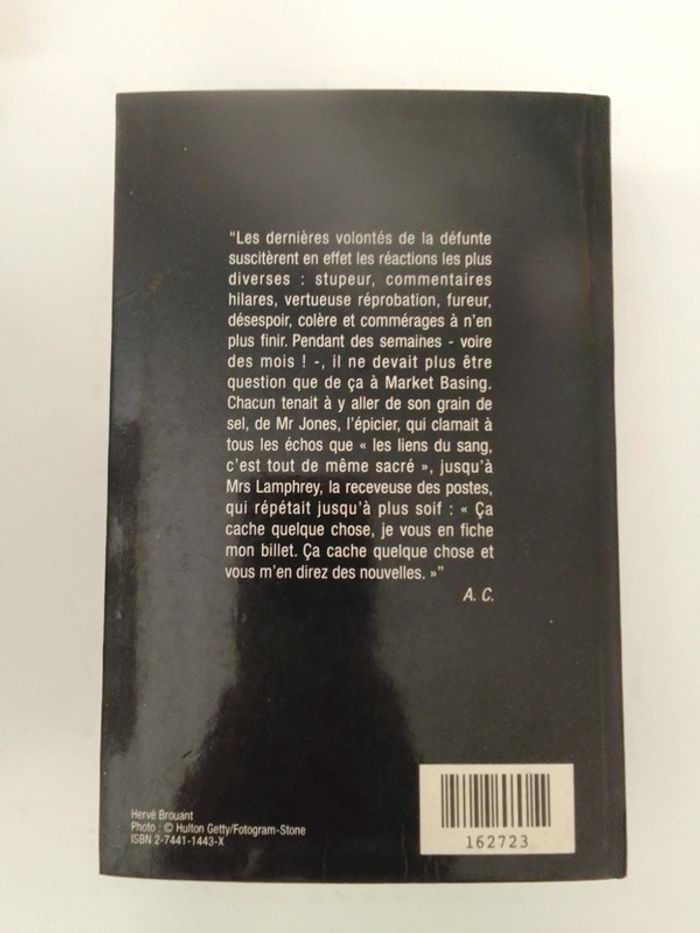 “Les dernières volontés de la défunte
suscitèrent en effet les réactions les plus
diverses : stupeur, commentaires
hilares, vertueuse réprobation, fureur,
désespoir, colère et commérages à n'en
plus finir. Pendant des semaines - voire
des mois ! -, il ne devait plus être
question que de ça à Market Basing.
Chacun tenait à y aller de son grain de
sel, de Mr Jones, l'épicier, qui clamait à
tous les échos que « les liens du sang,
c'est tout de même sacré », jusqu'à
Mrs Lamphrey, la receveuse des postes,
qui répétait jusqu'à plus soif : « Ça
cache quelque chose, je vous en fiche
mon billet. Ça cache quelque chose et
vous m'en direz des nouvelles. »”
A. C.
Hervé Brouant
Photo : © Hulton Getty/Fotogram-Stone
ISBN 2-7441-1443-X
162723